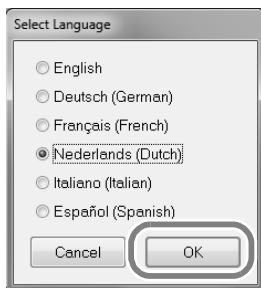 Select Language
English
Deutsch (German)
Français (French)
Nederlands (Dutch)
Italiano (Italian)
Español (Spanish)
Cancel OK